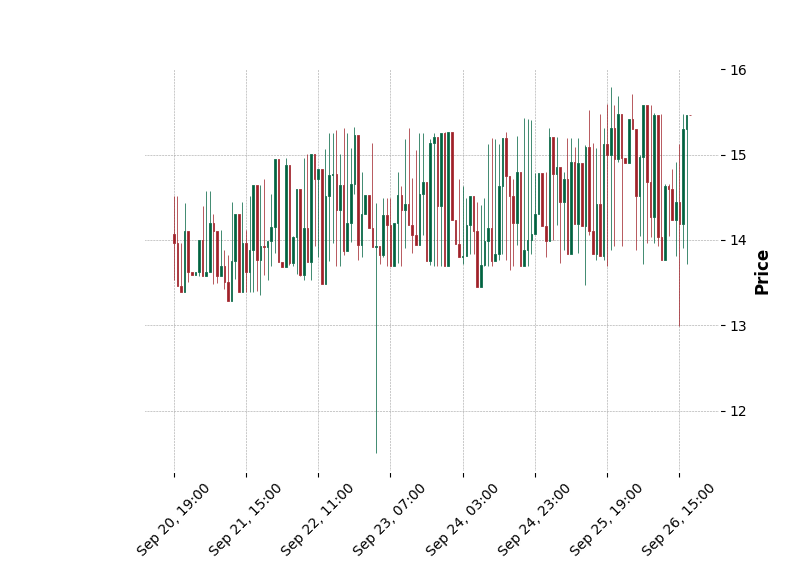 16
15
14
13
12
Price
Sep 20, 19:00
Sep 21, 15:00
Sep 22, 11:00
Sep 23, 07:00
Sep 24, 03:00
Sep 24, 23:00
Sep 25, 19:00
Sep 26, 15:00